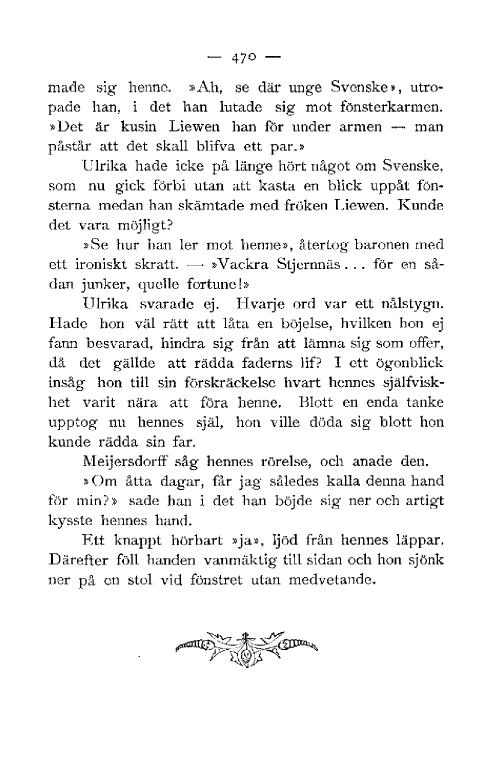 — 470 —
made sig henne. »Ah, se där unge Svenske», utro-
pade han, i det han lutade sig mot fönsterkarmen.
»Det är kusin Liewen han för under armen — man
påstår att det skall blifva ett par.»
Ulrika hade icke på länge hört något om Svenske,
som nu gick förbi utan att kasta en blick uppåt fön-
sterna medan han skämtade med fröken Liewen. Kunde
det vara möjligt?
»Se hur han ler mot henne», återtog baronen med
ett ironiskt skratt. — »Vackra Stjernnäs... för en så-
dan junker, quelle fortune!»
Ulrika svarade ej. Hvarje ord var ett nålstygn.
Hade hon väl rätt att låta en böjelse, hvilken hon ej
fann besvarad, hindra sig från att lämna sig som offer,
då det gällde att rädda faderns lif? I ett ögonblick
insåg hon till sin förskräckelse hvart hennes själfvisk-
het varit nära att föra henne. Blott en enda tanke
upptog nu hennes själ, hon ville döda sig blott hon
kunde rädda sin far.
Meijersdorff såg hennes rörelse, och anade den.
»Om åtta dagar, får jag således kalla denna hand
för min?» sade han i det han böjde sig ner och artigt
kysste hennes hand.
Ett knappt hörbart »ja», ljöd från hennes läppar.
Därefter föll handen vanmäktig till sidan och hon sjönk
ner på en stol vid fönstret utan medvetande.